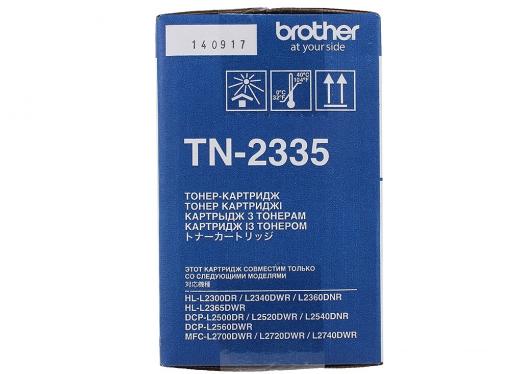 140917
brother
at your side
40°C
104°F
0°C
32°F
TN-2335
ТОНЕР-КАРТРИДЖ
ТОНЕР КАРТРИДЖІ
КАРТРЫДЖ З ТОНЕРАМ
КАРТРИДЖ ІЗ ТОНЕРОМ
トナーカートリッジ
ЭТОТ КАРТРИДЖ СОВМЕСТИМ ТОЛЬКО
СО СЛЕДУЮЩИМИ МОДЕЛЯМИ
対応機種
HL-L2300DR / L2340DWR / L2360DNR
HL-L2365DWR
DCP-L2500DR / L2520DWR / L2540DNR
DCP-L2560DWR
MFC-L2700DWR / L2720DWR / L2740DWR